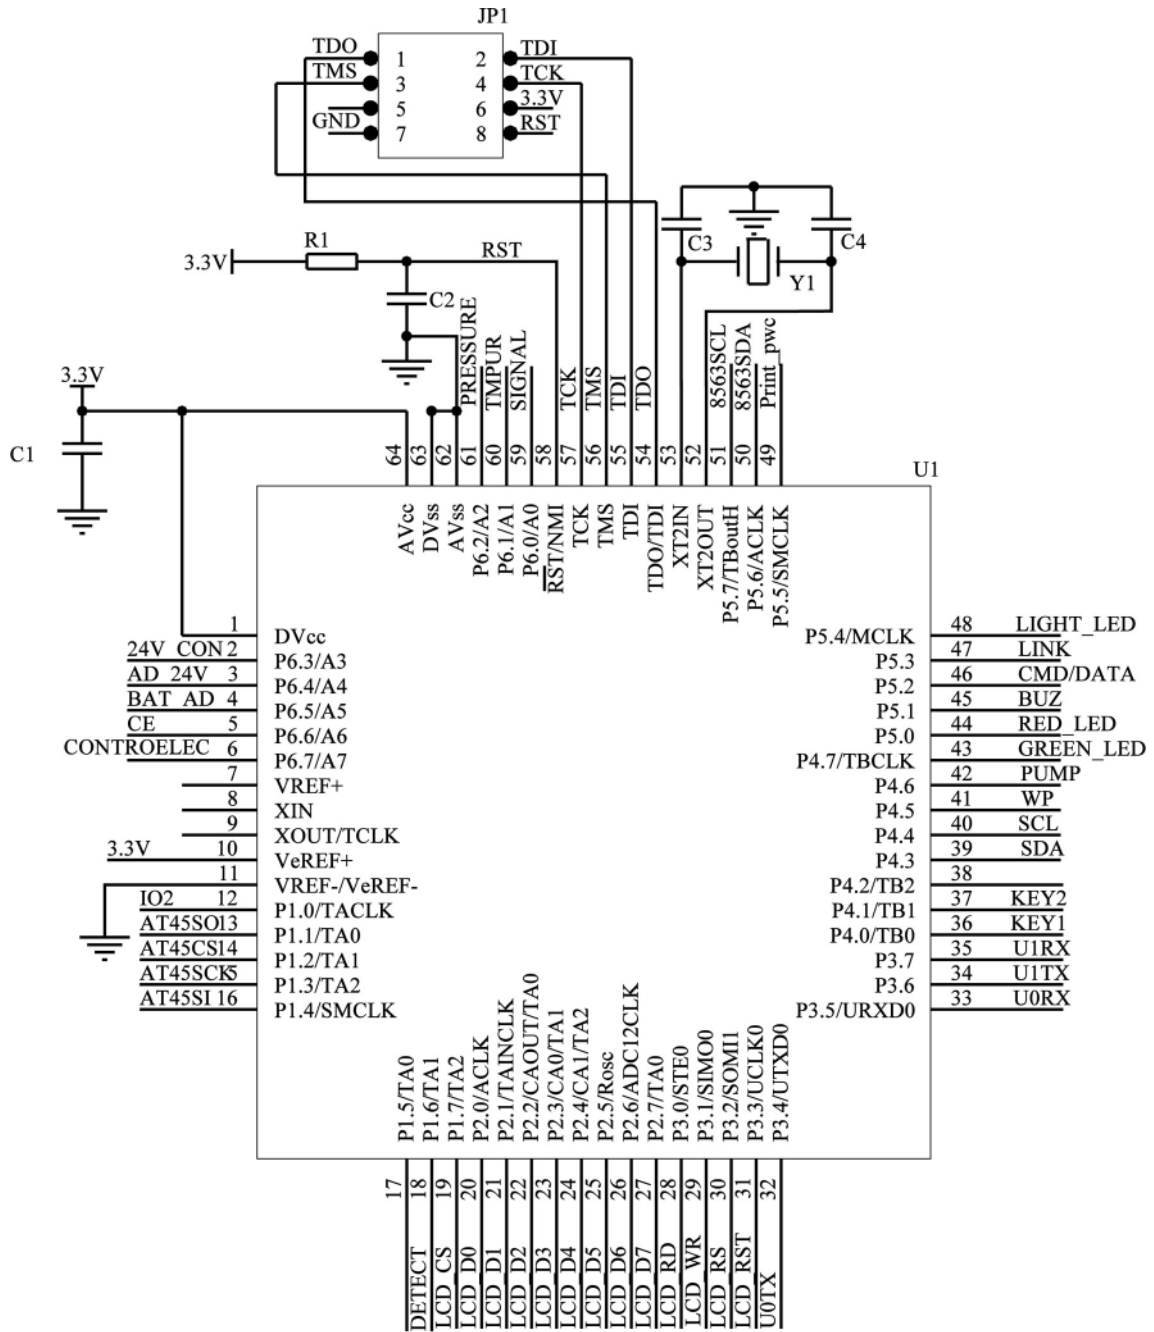 JP1
TDO 1 2 TDI
TMS 3 4 TCK
5 6 3.3V
GND 7 8 RST
3.3V R1 RST
C2
C3 C4
Y1
3.3V
C1
U1
PRESSURE
TMPUR
SIGNAL
TCK
TMS
TDI
TDO
8563SCL
8563SDA
Print_pwc
64 AVcc
63 DVss
62 AVss
61 P6.2/A2
60 P6.1/A1
59 P6.0/A0
58 RST/NMI
57 TCK
56 TMS
55 TDI
54 TDO/TDI
53 XT2IN
52 XT2OUT
51 P5.7/TBoutH
50 P5.6/ACLK
49 P5.5/SMCLK
1 DVcc
24V_CON 2 P6.3/A3
AD_24V 3 P6.4/A4
BAT_AD 4 P6.5/A5
CE 5 P6.6/A6
CONTROELEC 6 P6.7/A7
7 VREF+
8 XIN
9 XOUT/TCLK
3.3V 10 VeREF+
11 VREF-/VeREF-
IO2 12 P1.0/TACLK
AT45SO13 P1.1/TA0
AT45CS14 P1.2/TA1
AT45SCK5 P1.3/TA2
AT45SI 16 P1.4/SMCLK
P5.4/MCLK 48 LIGHT_LED
P5.3 47 LINK
P5.2 46 CMD/DATA
P5.1 45 BUZ
P5.0 44 RED_LED
P4.7/TBCLK 43 GREEN_LED
P4.6 42 PUMP
P4.5 41 WP
P4.4 40 SCL
P4.3 39 SDA
P4.2/TB2 38
P4.1/TB1 37 KEY2
P4.0/TB0 36 KEY1
P3.7 35 U1RX
P3.6 34 U1TX
P3.5/URXD0 33 U0RX
P1.5/TA0 17
P1.6/TA1 18 DETECT
P1.7/TA2 19 LCD_CS
P2.0/ACLK 20 LCD_D0
P2.1/TAINCLK 21 LCD_D1
P2.2/CAOUT/TA0 22 LCD_D2
P2.3/CA0/TA1 23 LCD_D3
P2.4/CA1/TA2 24 LCD_D4
P2.5/Rosc 25 LCD_D5
P2.6/ADC12CLK 26 LCD_D6
P2.7/TA0 27 LCD_D7
P3.0/STE0 28 LCD_RD
P3.1/SIMO0 29 LCD_WR
P3.2/SOMI1 30 LCD_RS
P3.3/UCLK0 31 LCD_RST
P3.4/UTXD0 32 U0TX